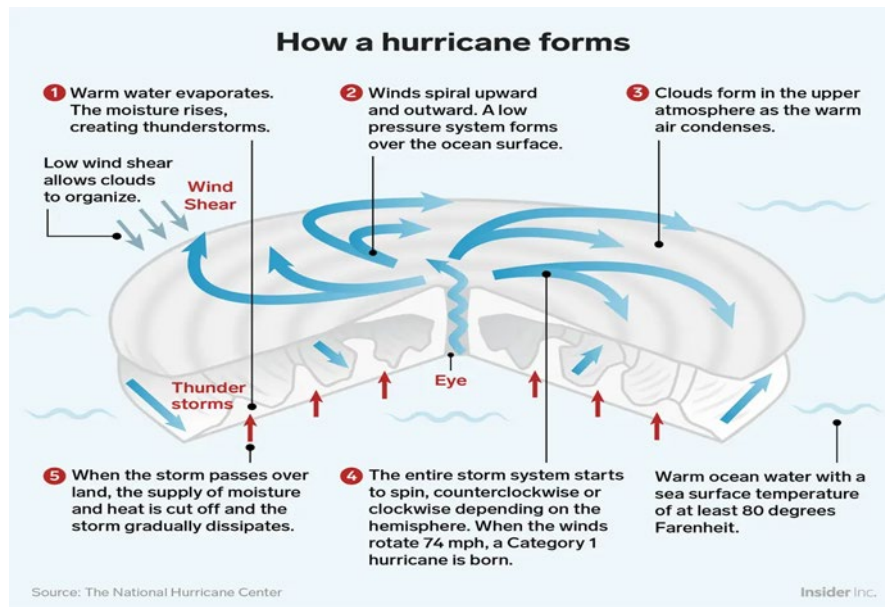 How a hurricane forms
1 Warm water evaporates.
The moisture rises,
creating thunderstorms.
2 Winds spiral upward
and outward. A low
pressure system forms
over the ocean surface.
3 Clouds form in the upper
atmosphere as the warm
air condenses.
Low wind shear
allows clouds
to organize.
Wind
Shear
Thunder
storms
Eye
5 When the storm passes over
land, the supply of moisture
and heat is cut off and the
storm gradually dissipates.
4 The entire storm system starts
to spin, counterclockwise or
clockwise depending on the
hemisphere. When the winds
rotate 74 mph, a Category 1
hurricane is born.
Warm ocean water with a
sea surface temperature
of at least 80 degrees
Farenheit.
Source: The National Hurricane Center
Insider Inc.